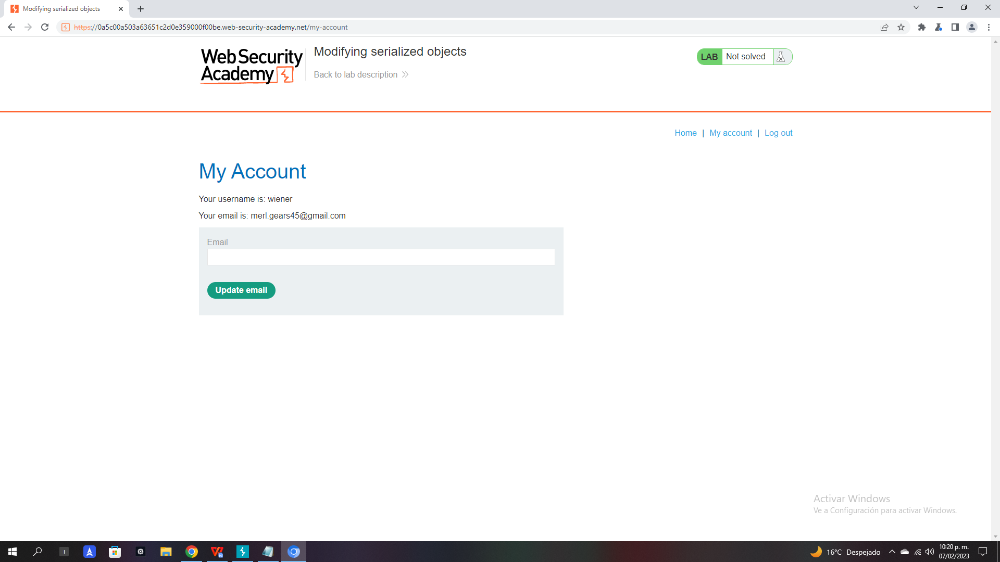 Modifying serialized objects
https://0a5c00a503a63651c2d0e359000f00be.web-security-academy.net/my-account
Web Security
Academy
Modifying serialized objects
Back to lab description
LAB Not solved
Home | My account | Log out
My Account
Your username is: wiener
Your email is: merl.gears45@gmail.com
Email
Update email
Activar Windows
Ve a Configuración para activar Windows.
16°C Despejado
10:20 p. m.
07/02/2023